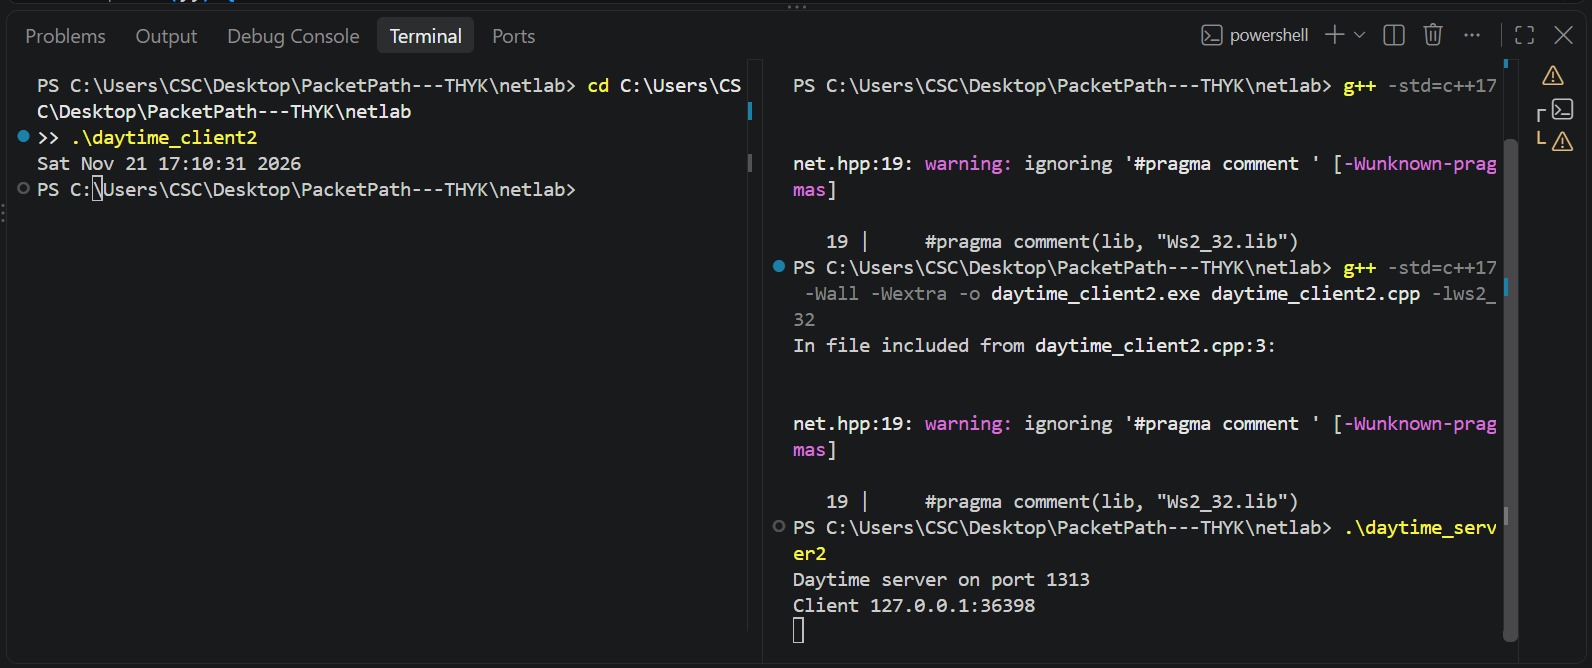 Problems Output Debug Console Terminal Ports powershell
PS C:\Users\CSC\Desktop\PacketPath---THYK\netlab> cd C:\Users\CS
C\Desktop\PacketPath---THYK\netlab
>> .\daytime_client2
Sat Nov 21 17:10:31 2026
PS C:\Users\CSC\Desktop\PacketPath---THYK\netlab>
PS C:\Users\CSC\Desktop\PacketPath---THYK\netlab> g++ -std=c++17
net.hpp:19: warning: ignoring '#pragma comment ' [-Wunknown-prag
mas]
19 | #pragma comment(lib, "Ws2_32.lib")
PS C:\Users\CSC\Desktop\PacketPath---THYK\netlab> g++ -std=c++17
-Wall -Wextra -o daytime_client2.exe daytime_client2.cpp -lws2_
32
In file included from daytime_client2.cpp:3:
net.hpp:19: warning: ignoring '#pragma comment ' [-Wunknown-prag
mas]
19 | #pragma comment(lib, "Ws2_32.lib")
PS C:\Users\CSC\Desktop\PacketPath---THYK\netlab> .\daytime_serv
er2
Daytime server on port 1313
Client 127.0.0.1:36398